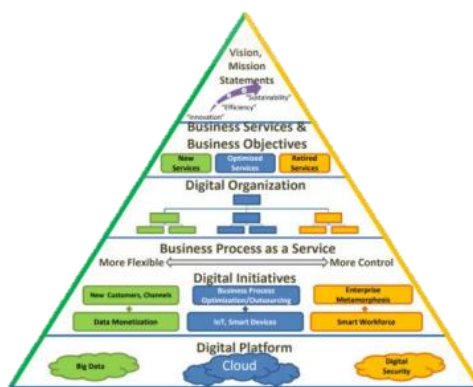 Vision,
Mission
Statements
"Sustainability"
"Efficiency"
"Innovation"
Business Services &
Business Objectives
New
Services
Optimised
Services
Retired
Services
Digital Organization
Business Process as a Service
More Flexible
More Control
Digital Initiatives
New Customers, Channels
Business Process
Optimization/Outsourcing
Enterprise
Metamorphosis
Data Monetization
IoT, Smart Devices
Smart Workforce
Digital Platform
Big Data
Cloud
Digital
Security